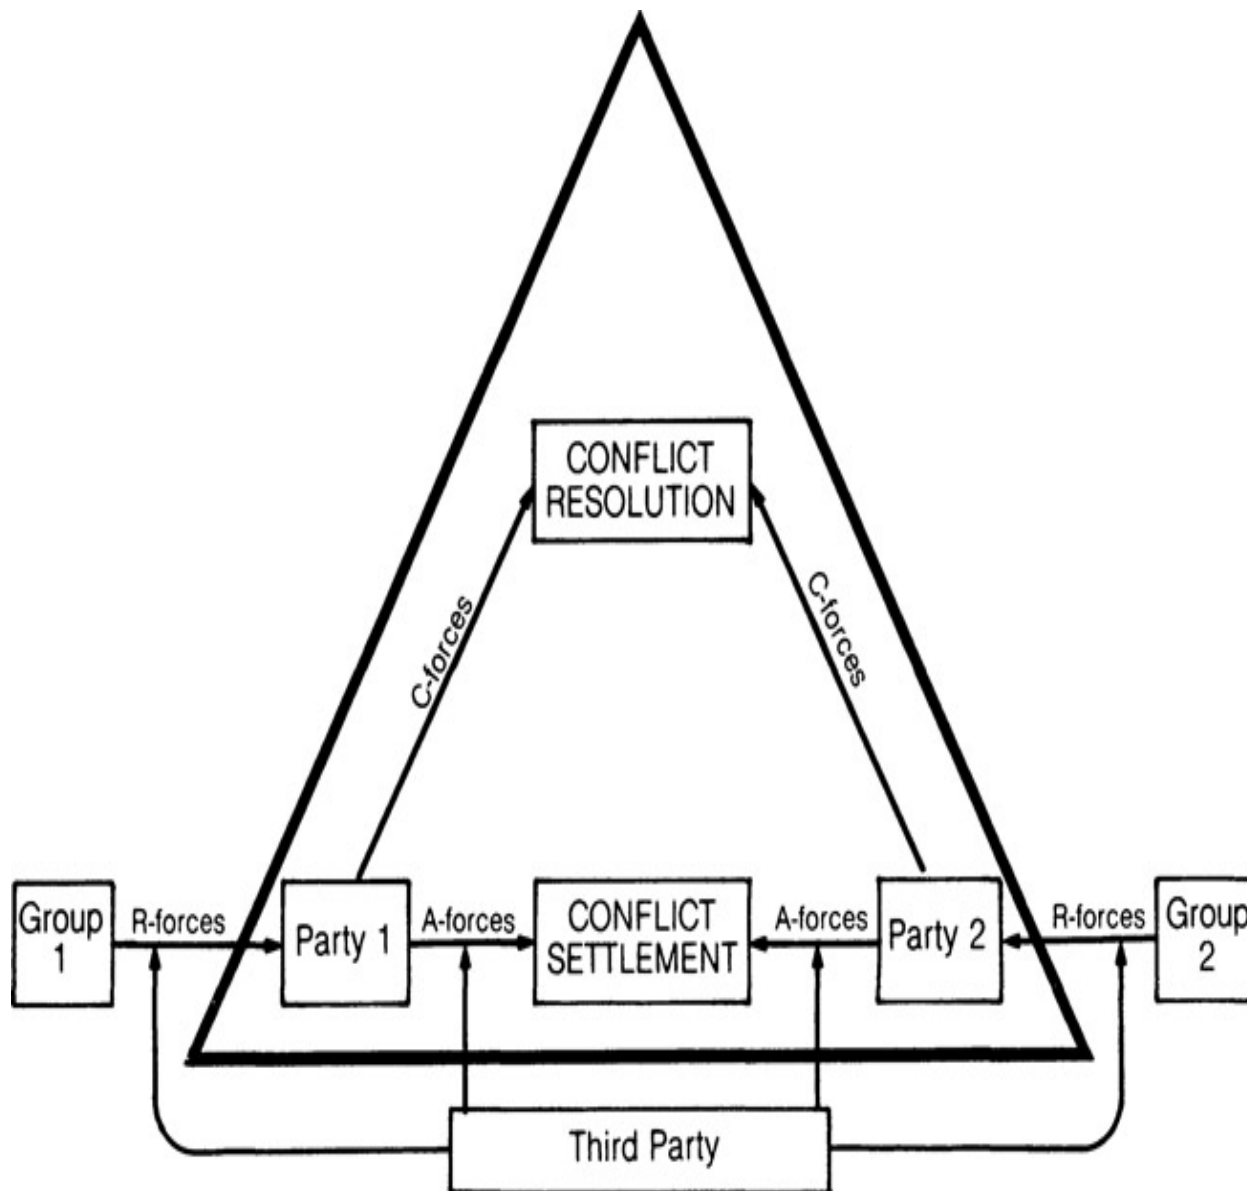 CONFLICT
RESOLUTION
C-forces
C-forces
Group
1
R-forces
Party 1
A-forces
CONFLICT
SETTLEMENT
A-forces
Party 2
R-forces
Group
2
Third Party